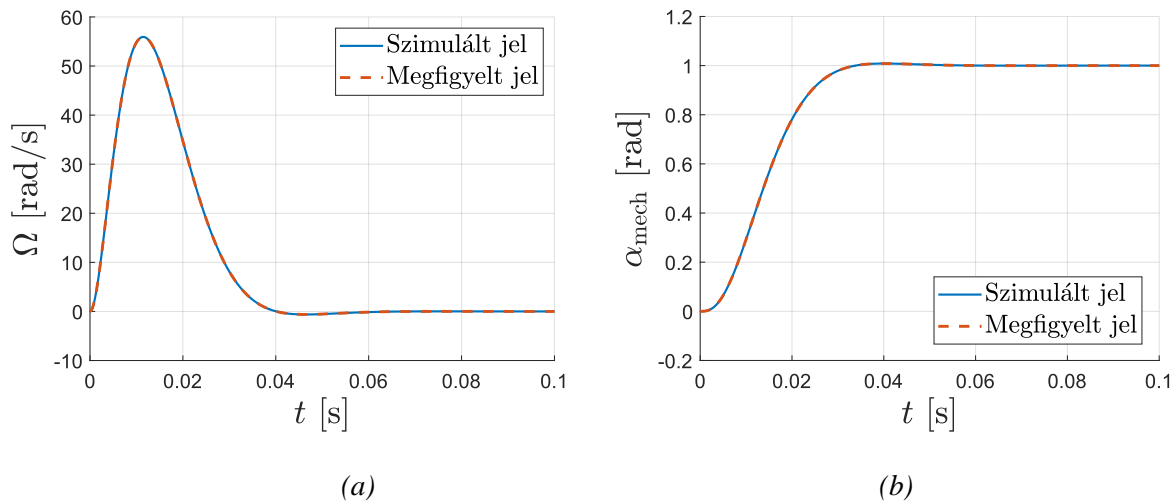 60
50
40
30
20
10
0
-10
0
0.02
0.04
0.06
0.08
0.1
Ω [rad/s]
t [s]
Szimulált jel
Megfigyelt jel
(a)
1.2
1
0.8
0.6
0.4
0.2
0
-0.2
0
0.02
0.04
0.06
0.08
0.1
α_mech [rad]
t [s]
Szimulált jel
Megfigyelt jel
(b)